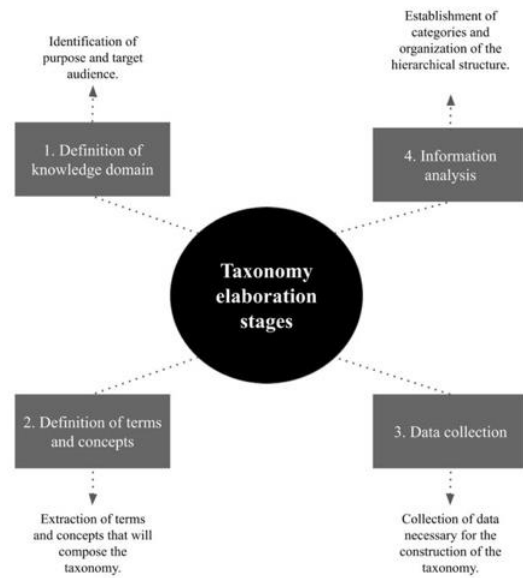 Identification of
purpose and target
audience.
1. Definition of
knowledge domain
Establishment of
categories and
organization of the
hierarchical structure.
4. Information
analysis
Taxonomy
elaboration
stages
2. Definition of terms
and concepts
Extraction of terms
and concepts that will
compose the
taxonomy.
3. Data collection
Collection of data
necessary for the
construction of the
taxonomy.